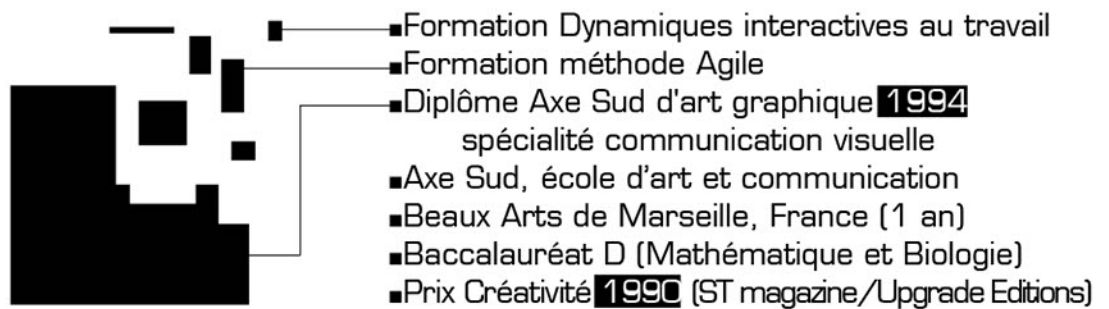 ▪Formation Dynamiques interactives au travail
▪Formation méthode Agile
▪Diplôme Axe Sud d'art graphique 1994
spécialité communication visuelle
▪Axe Sud, école d'art et communication
▪Beaux Arts de Marseille, France (1 an)
▪Baccalauréat D (Mathématique et Biologie)
▪Prix Créativité 1990 (ST magazine/Upgrade Editions)